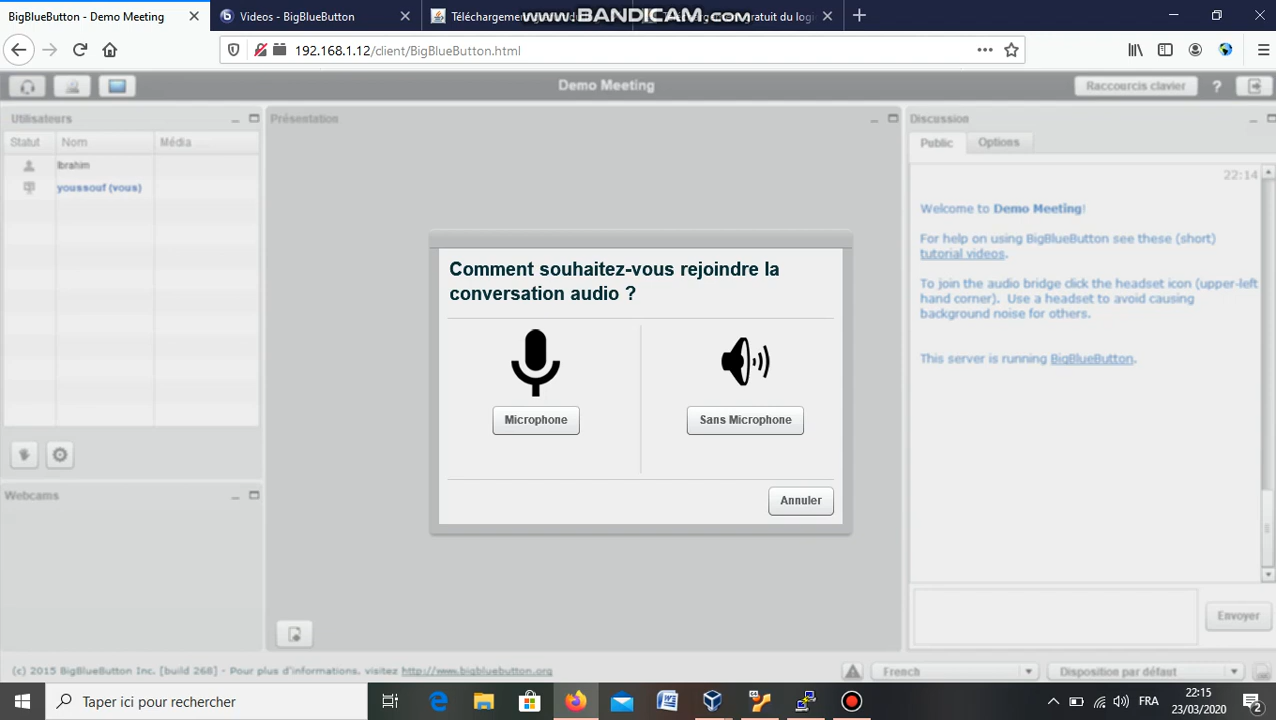 BigBlueButton - Demo Meeting
Videos - BigBlueButton
Téléchargement
www.BANDICAM.com
gratuit du logi
192.168.1.12/client/BigBlueButton.html
Demo Meeting
Raccourcis clavier
?
Utilisateurs
Statut Nom Média
Ibrahim
youssouf (vous)
Webcams
Présentation
Comment souhaitez-vous rejoindre la
conversation audio ?
Microphone
Sans Microphone
Annuler
Discussion
Public Options
22:14
Welcome to Demo Meeting!
For help on using BigBlueButton see these (short)
tutorial videos.
To join the audio bridge click the headset icon (upper-left
hand corner). Use a headset to avoid causing
background noise for others.
This server is running BigBlueButton.
Envoyer
(c) 2015 BigBlueButton Inc. [build 268] - Pour plus d'informations, visitez http://www.bigbluebutton.org
French
Disposition par défaut
Taper ici pour rechercher
FRA
22:15
23/03/2020
2